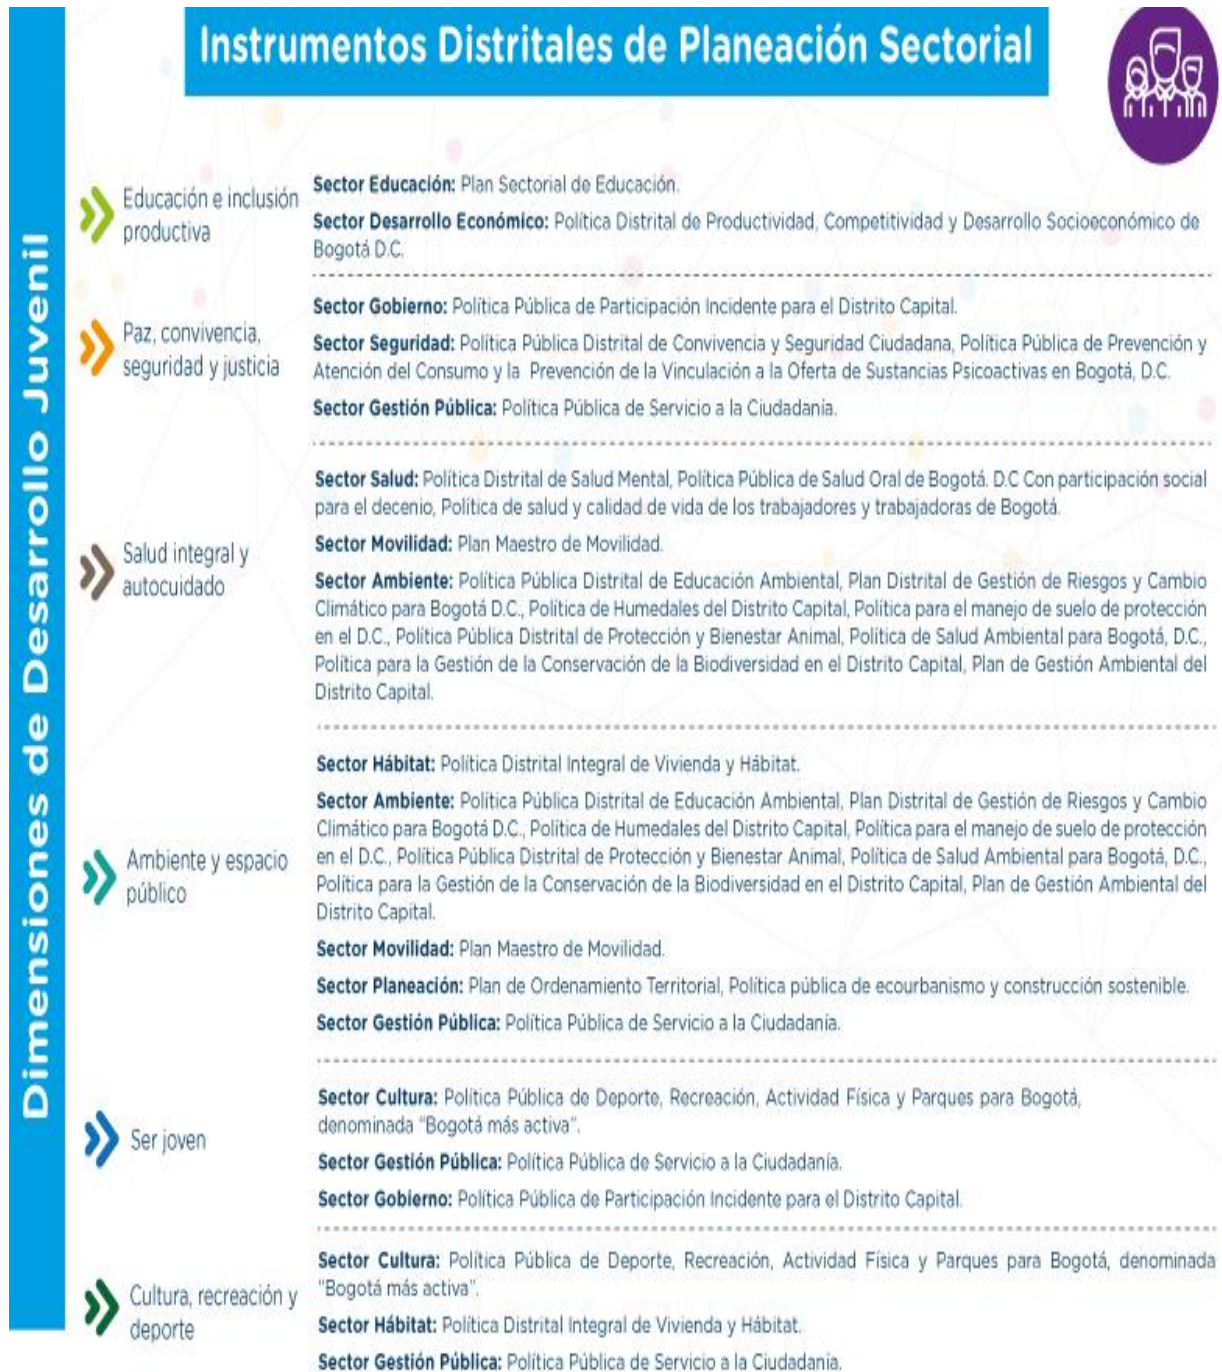 Instrumentos Distritales de Planeación Sectorial
Dimensiones de Desarrollo Juvenil
Educación e inclusión
productiva
Sector Educación: Plan Sectorial de Educación.
Sector Desarrollo Económico: Política Distrital de Productividad, Competitividad y Desarrollo Socioeconómico de
Bogotá D.C.
Paz, convivencia,
seguridad y justicia
Sector Gobierno: Política Pública de Participación Incidente para el Distrito Capital.
Sector Seguridad: Política Pública Distrital de Convivencia y Seguridad Ciudadana, Política Pública de Prevención y
Atención del Consumo y la Prevención de la Vinculación a la Oferta de Sustancias Psicoactivas en Bogotá, D.C.
Sector Gestión Pública: Política Pública de Servicio a la Ciudadanía.
Salud integral y
autocuidado
Sector Salud: Política Distrital de Salud Mental, Política Pública de Salud Oral de Bogotá. D.C Con participación social
para el decenio, Política de salud y calidad de vida de los trabajadores y trabajadoras de Bogotá.
Sector Movilidad: Plan Maestro de Movilidad.
Sector Ambiente: Política Pública Distrital de Educación Ambiental, Plan Distrital de Gestión de Riesgos y Cambio
Climático para Bogotá D.C., Política de Humedales del Distrito Capital, Política para el manejo de suelo de protección
en el D.C., Política Pública Distrital de Protección y Bienestar Animal, Política de Salud Ambiental para Bogotá, D.C.,
Política para la Gestión de la Conservación de la Biodiversidad en el Distrito Capital, Plan de Gestión Ambiental del
Distrito Capital.
Ambiente y espacio
público
Sector Hábitat: Política Distrital Integral de Vivienda y Hábitat.
Sector Ambiente: Política Pública Distrital de Educación Ambiental, Plan Distrital de Gestión de Riesgos y Cambio
Climático para Bogotá D.C., Política de Humedales del Distrito Capital, Política para el manejo de suelo de protección
en el D.C., Política Pública Distrital de Protección y Bienestar Animal, Política de Salud Ambiental para Bogotá, D.C.,
Política para la Gestión de la Conservación de la Biodiversidad en el Distrito Capital, Plan de Gestión Ambiental del
Distrito Capital.
Sector Movilidad: Plan Maestro de Movilidad.
Sector Planeación: Plan de Ordenamiento Territorial, Política pública de ecourbanismo y construcción sostenible.
Sector Gestión Pública: Política Pública de Servicio a la Ciudadanía.
Ser joven
Sector Cultura: Política Pública de Deporte, Recreación, Actividad Física y Parques para Bogotá,
denominada "Bogotá más activa".
Sector Gestión Pública: Política Pública de Servicio a la Ciudadanía.
Sector Gobierno: Política Pública de Participación Incidente para el Distrito Capital.
Cultura, recreación y
deporte
Sector Cultura: Política Pública de Deporte, Recreación, Actividad Física y Parques para Bogotá, denominada
"Bogotá más activa".
Sector Hábitat: Política Distrital Integral de Vivienda y Hábitat.
Sector Gestión Pública: Política Pública de Servicio a la Ciudadanía.